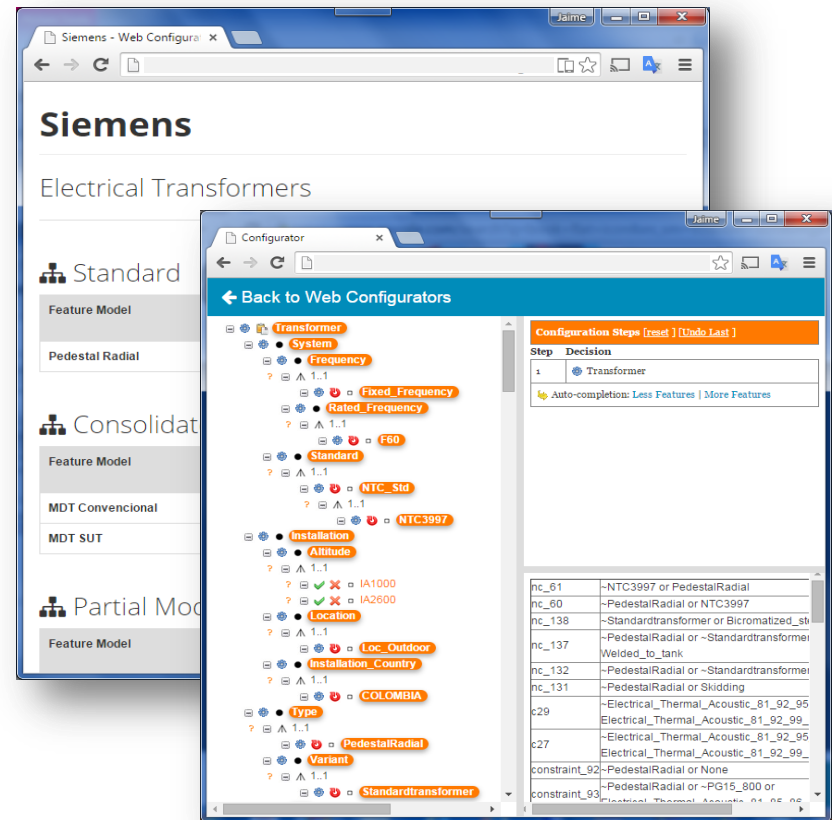 Jaime
Siemens - Web Configura
Siemens
Electrical Transformers
Standard
Feature Model
Pedestal Radial
Consolidat
Feature Model
MDT Convencional
MDT SUT
Partial Mod
Feature Model
Jaime
Configurator
Back to Web Configurators
Transformer
System
Frequency
? 1..1
Fixed_Frequency
Rated_Frequency
? 1..1
F60
Standard
? 1..1
NTC_Std
? 1..1
NTC3997
Installation
Altitude
? 1..1
? IA1000
? IA2600
Location
? 1..1
Loc_Outdoor
Installation_Country
? 1..1
COLOMBIA
Type
? 1..1
PedestalRadial
Variant
? 1..1
Standardtransformer
Configuration Steps [reset ] [Undo Last ]
Step Decision
1 Transformer
Auto-completion: Less Features | More Features
nc_61 ~NTC3997 or PedestalRadial
nc_60 ~PedestalRadial or NTC3997
nc_138 ~Standardtransformer or Bicromatized_st
nc_137 ~PedestalRadial or ~Standardtransformer
Welded_to_tank
nc_132 ~PedestalRadial or ~Standardtransformer
nc_131 ~PedestalRadial or Skidding
c29 ~Electrical_Thermal_Acoustic_81_92_95
Electrical_Thermal_Acoustic_81_92_99_
c27 ~Electrical_Thermal_Acoustic_81_92_95
Electrical_Thermal_Acoustic_81_92_99_
constraint_92 ~PedestalRadial or None
constraint_93 ~PedestalRadial or ~PG15_800 or